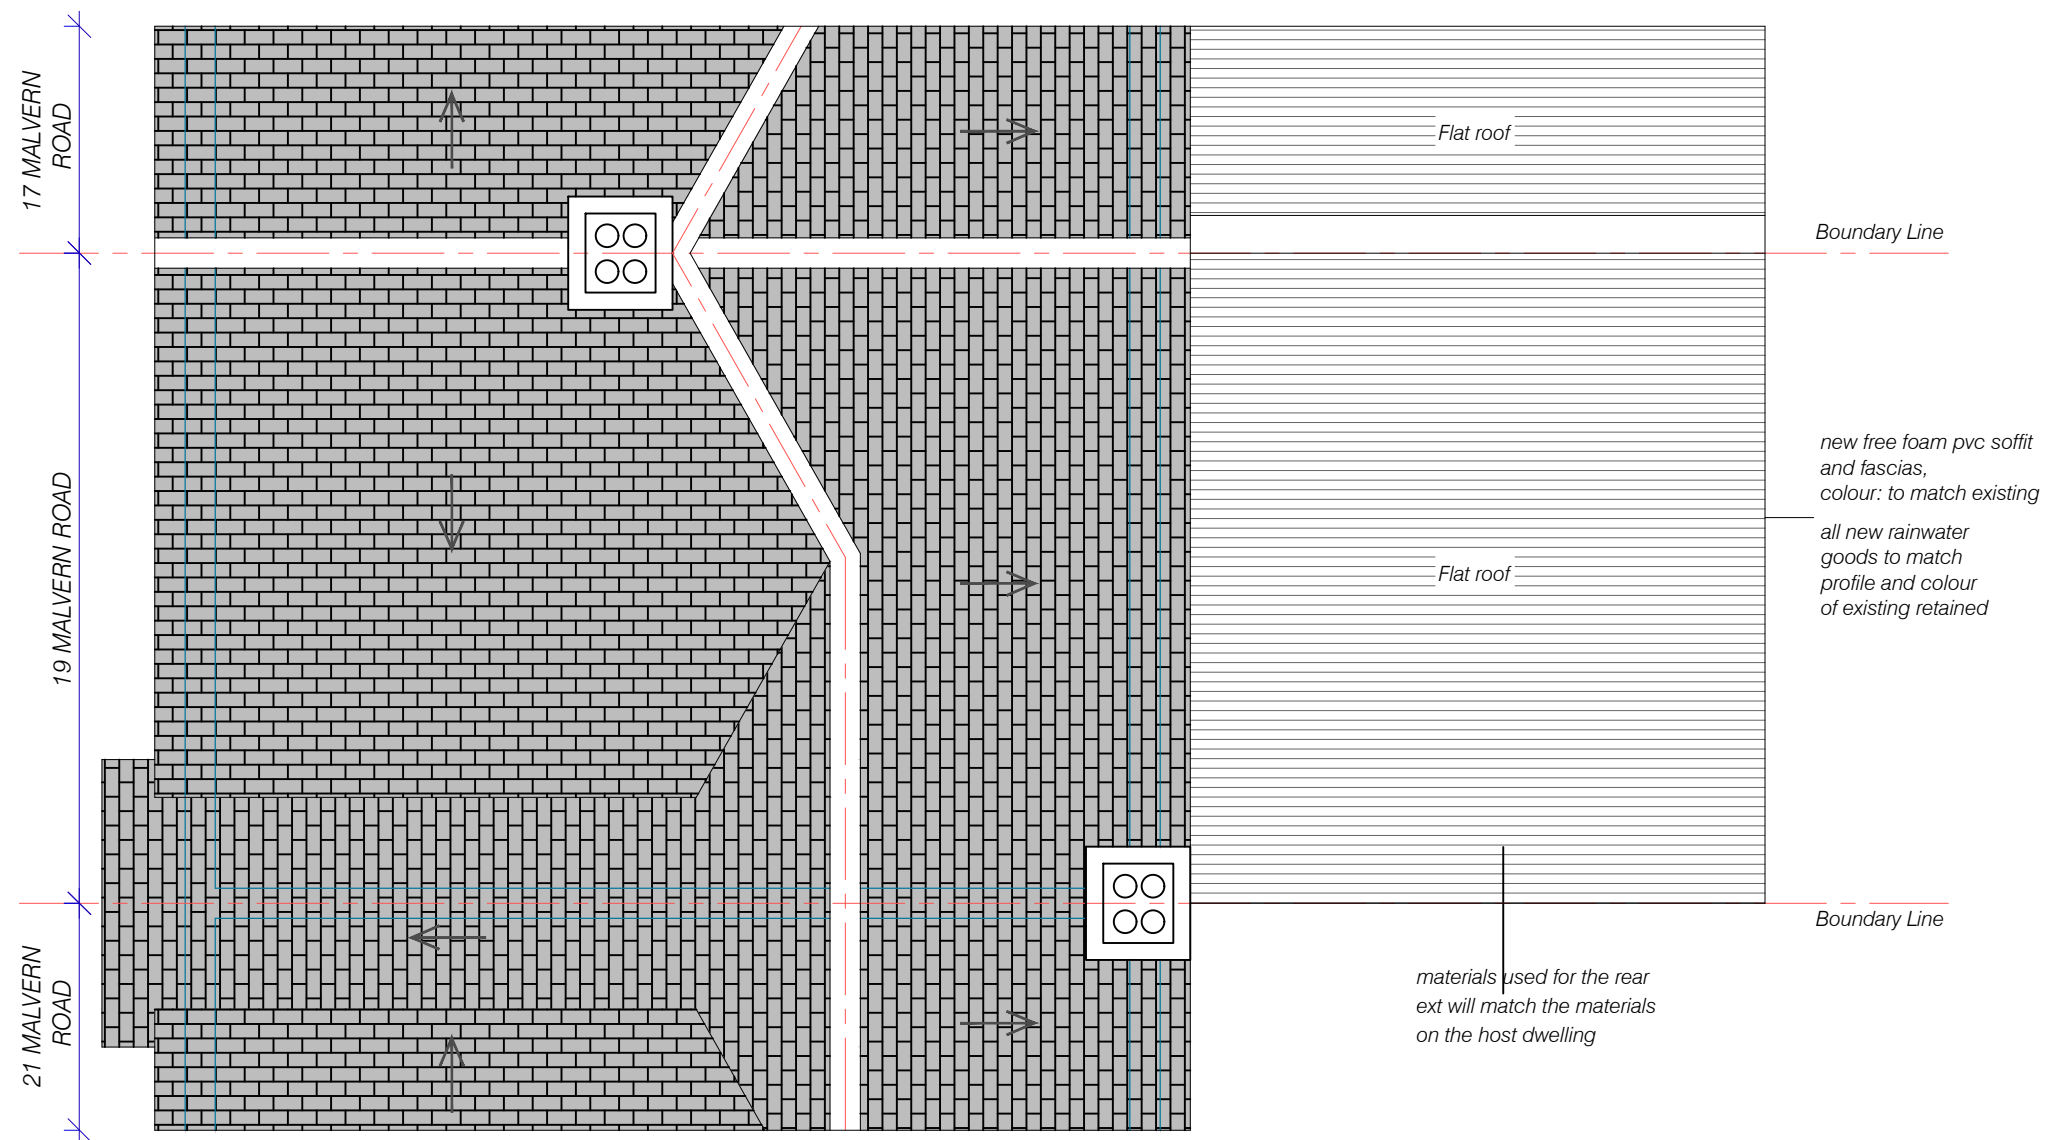 17 MALVERN
ROAD
Flat roof
Boundary Line
new free foam pvc soffit
and fascias,
colour: to match existing
all new rainwater
goods to match
profile and colour
of existing retained
19 MALVERN ROAD
Flat roof
Boundary Line
21 MALVERN
ROAD
materials used for the rear
ext will match the materials
on the host dwelling